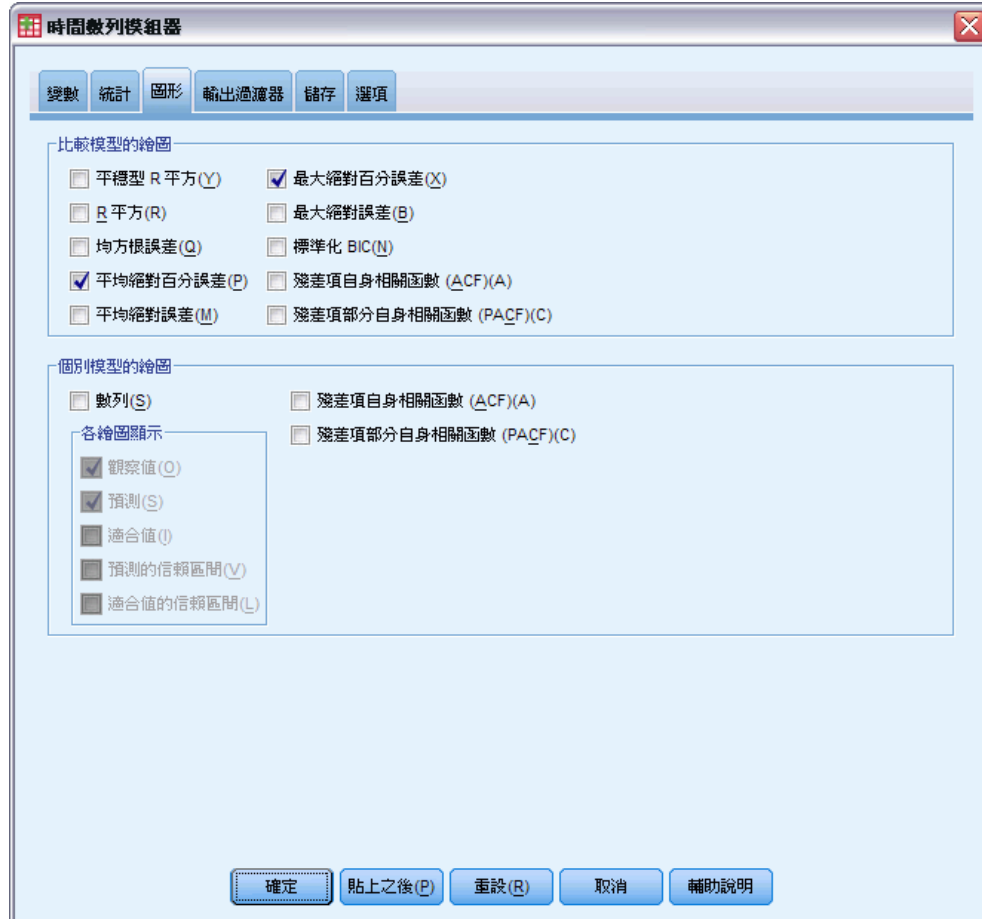 時間數列模組器
變數 統計 圖形 輸出過濾器 儲存 選項
比較模型的繪圖
平穩型 R 平方(Y) 最大絕對百分誤差(X)
R 平方(R) 最大絕對誤差(B)
均方根誤差(Q) 標準化 BIC(N)
平均絕對百分誤差(P) 殘差項自身相關函數 (ACF)(A)
平均絕對誤差(M) 殘差項部分自身相關函數 (PACF)(C)
個別模型的繪圖
數列(S) 殘差項自身相關函數 (ACF)(A)
各繪圖顯示 殘差項部分自身相關函數 (PACF)(C)
觀察值(O)
預測(S)
適合值(I)
預測的信賴區間(V)
適合值的信賴區間(L)
確定 貼上之後(P) 重設(R) 取消 輔助說明